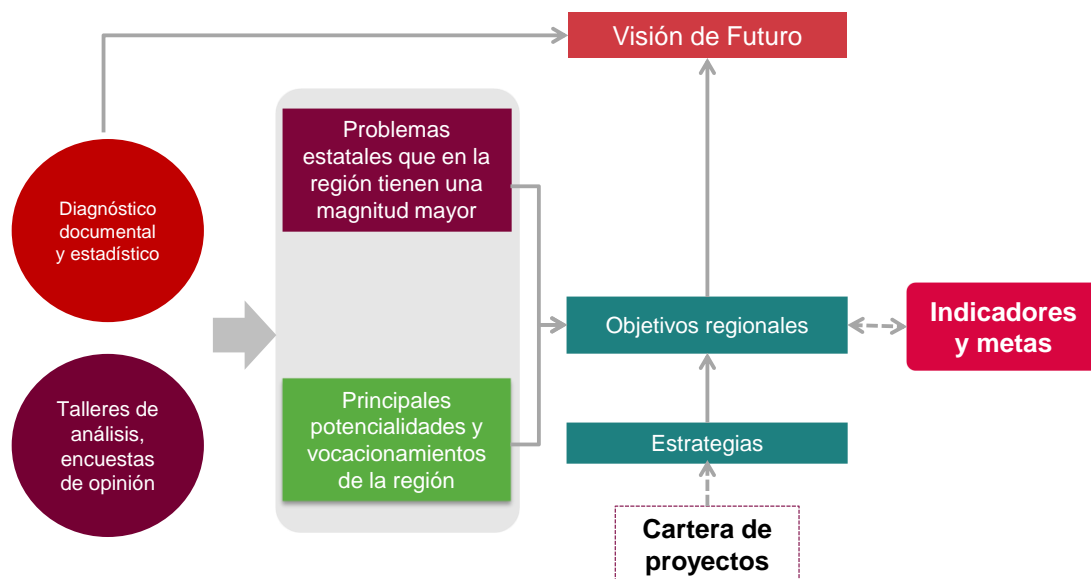 Visión de Futuro
Problemas
estatales que en la
región tienen una
magnitud mayor
Diagnóstico
documental
y estadístico
Objetivos regionales
Indicadores
y metas
Talleres de
análisis,
encuestas
de opinión
Principales
potencialidades y
vocacionamientos
de la región
Estrategias
Cartera de
proyectos